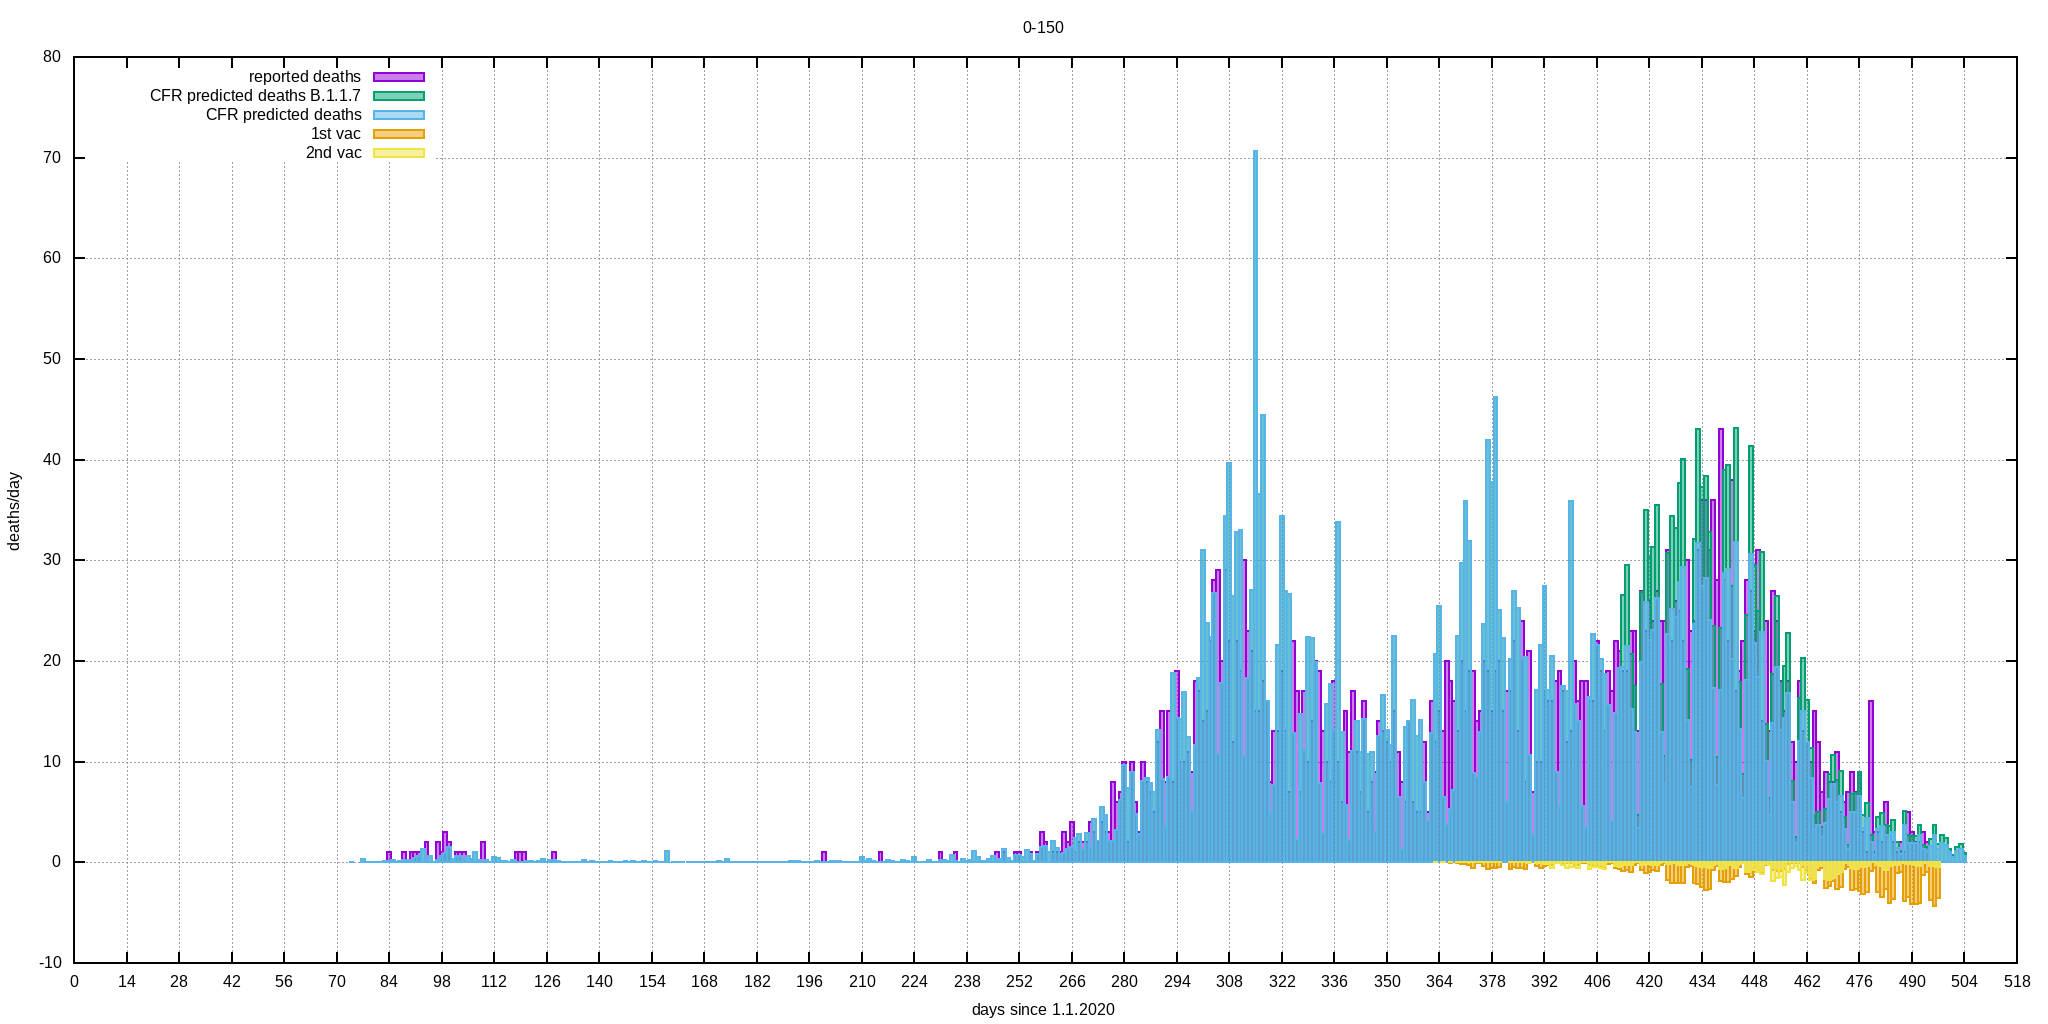 0-150
80
70
60
50
40
30
20
10
0
-10
reported deaths
CFR predicted deaths B.1.1.7
CFR predicted deaths
1st vac
2nd vac
deaths/day
0 14 28 42 56 70 84 98 112 126 140 154 168 182 196 210 224 238 252 266 280 294 308 322 336 350 364 378 392 406 420 434 448 462 476 490 504 518
days since 1.1.2020